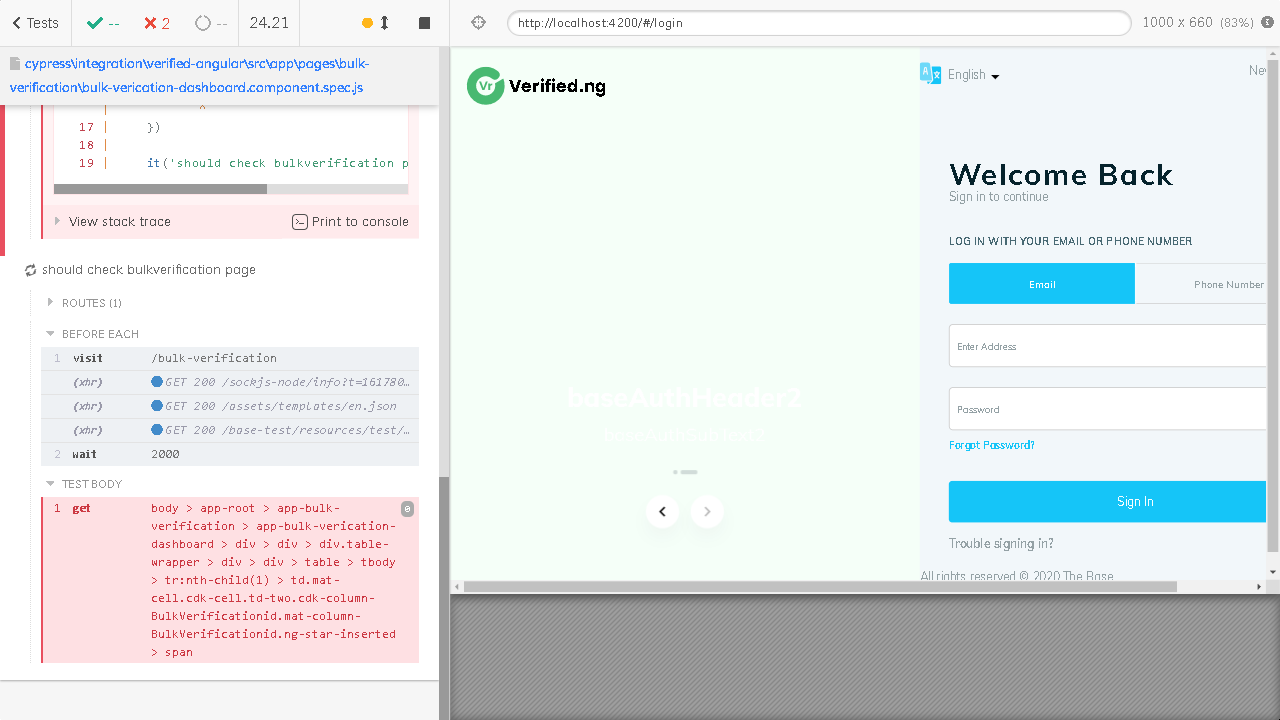 Tests
--
2
--
24.21
http://localhost:4200/#/login
1000 x 660 (83%)
cypress\integration\verified-angular\src\app\pages\bulk-
verification\bulk-verication-dashboard.component.spec.js
| ^
17 | })
18 |
19 | it('should check bulkverification p
View stack trace
Print to console
should check bulkverification page
ROUTES (1)
BEFORE EACH
1 visit /bulk-verification
(xhr) GET 200 /sockjs-node/info?t=161780…
(xhr) GET 200 /assets/templates/en.json
(xhr) GET 200 /base-test/resources/test/…
2 wait 2000
TEST BODY
1 get body > app-root > app-bulk- 0
verification > app-bulk-verication-
dashboard > div > div > div.table-
wrapper > div > div > table > tbody
> tr:nth-child(1) > td.mat-
cell.cdk-cell.td-two.cdk-column-
BulkVerificationid.mat-column-
BulkVerificationid.ng-star-inserted
> span
Vr Verified.ng
baseAuthHeader2
English
Ne
Welcome Back
Sign in to continue
LOG IN WITH YOUR EMAIL OR PHONE NUMBER
Email
Phone Number
Enter Address
Password
Forgot Password?
Sign In
Trouble signing in?
All rights reserved © 2020 The Base